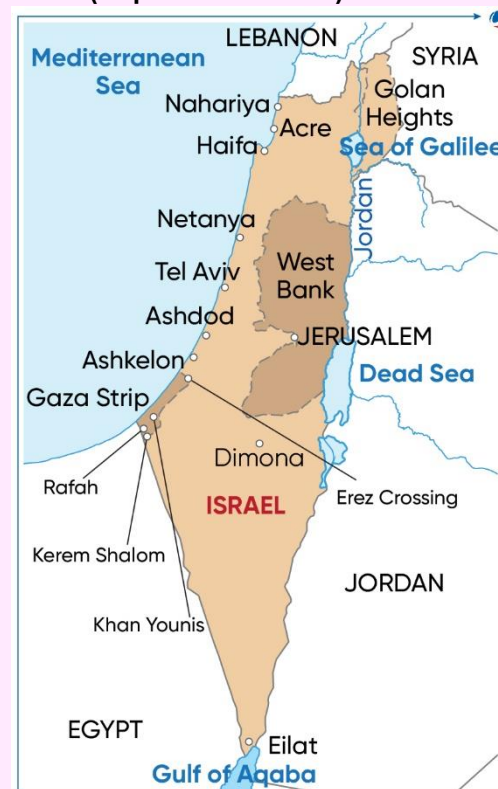 LEBANON
Mediterranean
Sea
SYRIA
Golan
Heights
Nahariya
Acre
Haifa
Sea of Galilee
Jordan
Netanya
West
Bank
Tel Aviv
Ashdod
JERUSALEM
Ashkelon
Dead Sea
Gaza Strip
Dimona
Rafah
Erez Crossing
ISRAEL
Kerem Shalom
JORDAN
Khan Younis
EGYPT
Eilat
Gulf of Aqaba